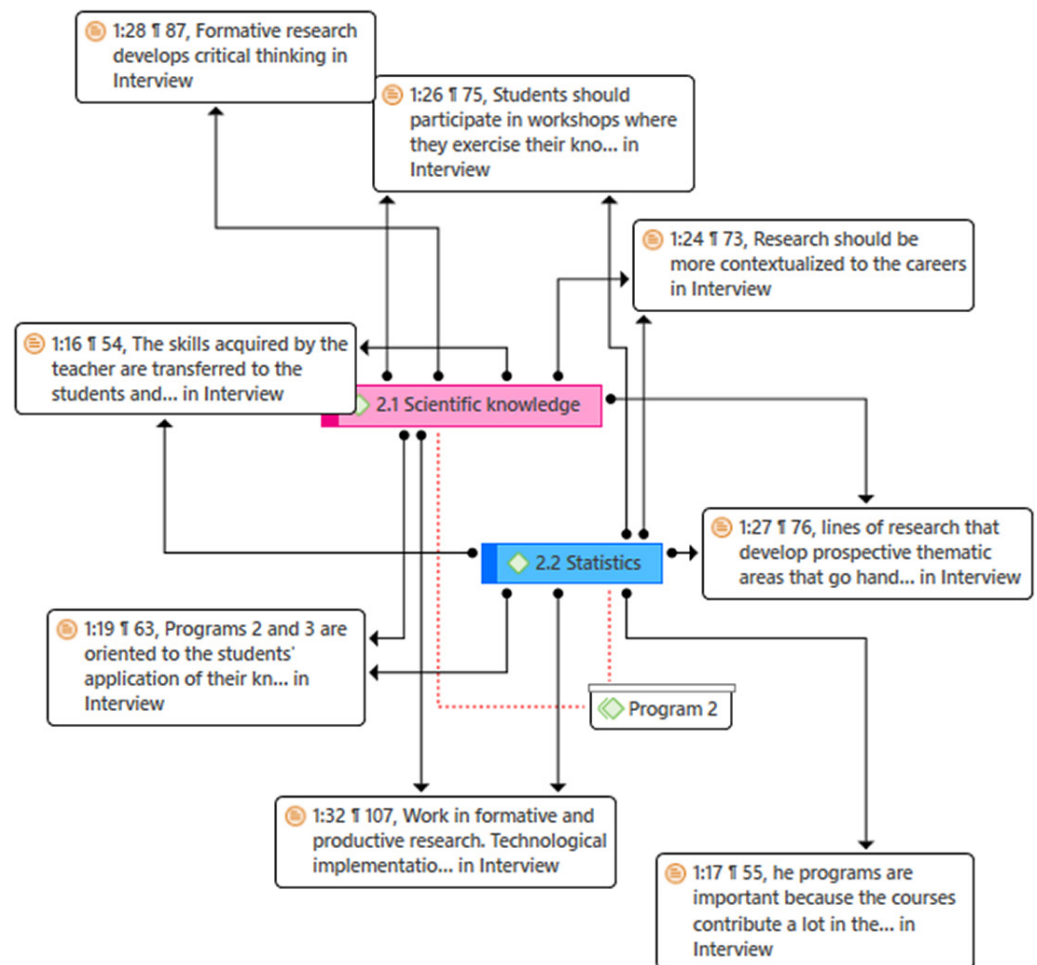 1:28 ¶ 87, Formative research
develops critical thinking in
Interview
1:26 ¶ 75, Students should
participate in workshops where
they exercise their kno... in
Interview
1:24 ¶ 73, Research should be
more contextualized to the careers
in Interview
1:16 ¶ 54, The skills acquired by the
teacher are transferred to the
students and... in Interview
2.1 Scientific knowledge
1:27 ¶ 76, lines of research that
develop prospective thematic
areas that go hand... in Interview
2.2 Statistics
1:19 ¶ 63, Programs 2 and 3 are
oriented to the students'
application of their kn... in
Interview
Program 2
1:32 ¶ 107, Work in formative and
productive research. Technological
implementatio... in Interview
1:17 ¶ 55, he programs are
important because the courses
contribute a lot in the... in
Interview